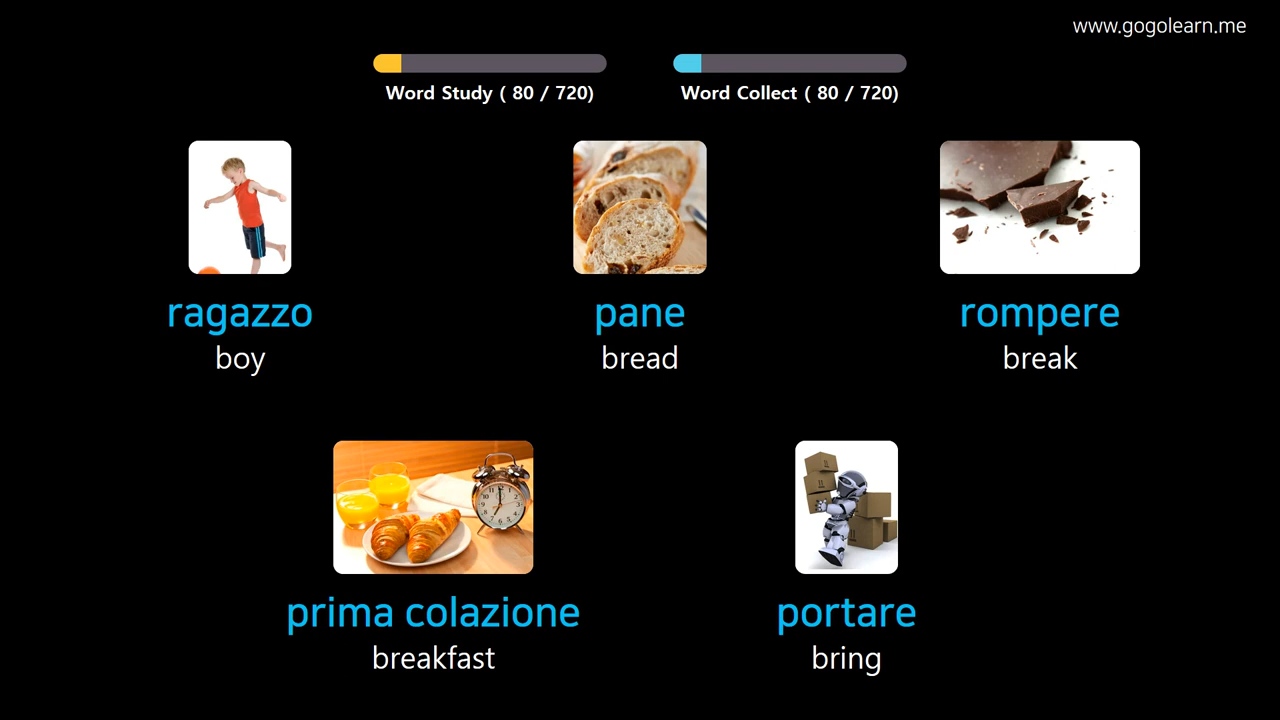 www.gogolearn.me
Word Study ( 80 / 720)
Word Collect ( 80 / 720)
ragazzo
boy
pane
bread
rompere
break
prima colazione
breakfast
portare
bring